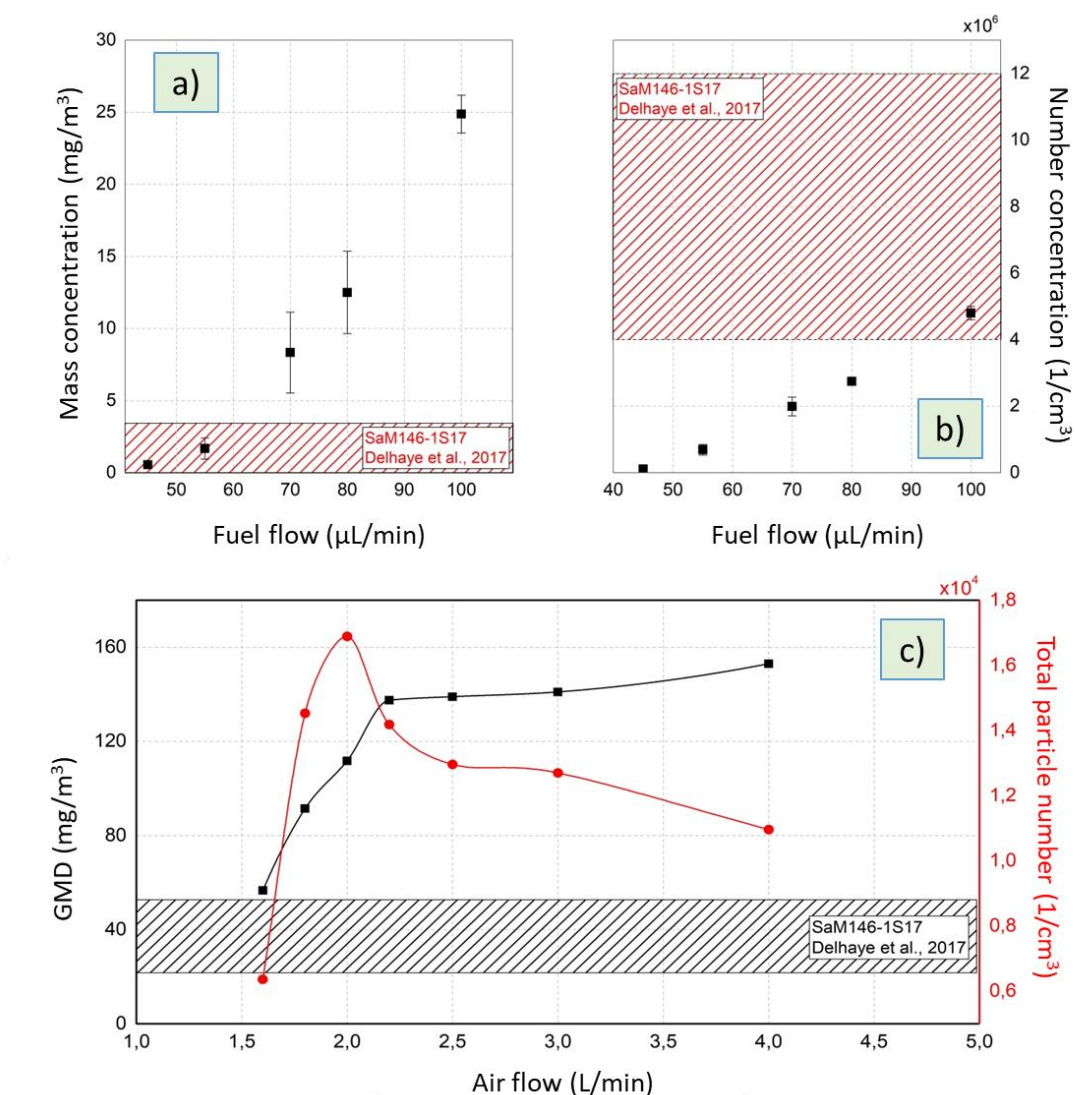 a)
30
25
20
15
10
5
0
Mass concentration (mg/m³)
SaM146-1S17
Delhaye et al., 2017
50 60 70 80 90 100
Fuel flow (µL/min)
x10⁶
SaM146-1S17
Delhaye et al., 2017
12
10
8
6
4
2
0
Number concentration (1/cm³)
b)
40 50 60 70 80 90 100
Fuel flow (µL/min)
x10⁴
c)
160
120
80
40
0
GMD (mg/m³)
1,8
1,6
1,4
1,2
1,0
0,8
0,6
Total particle number (1/cm³)
SaM146-1S17
Delhaye et al., 2017
1,0 1,5 2,0 2,5 3,0 3,5 4,0 4,5 5,0
Air flow (L/min)